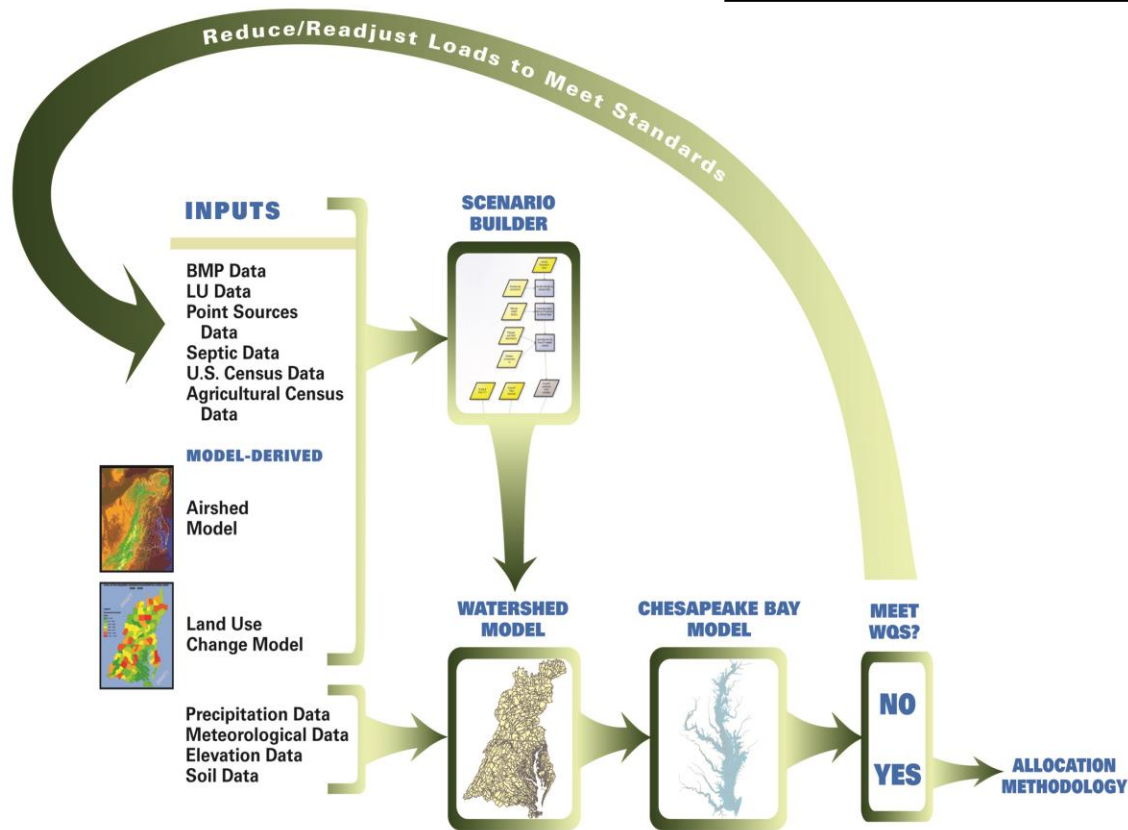 Reduce/Readjust Loads to Meet Standards
INPUTS
BMP Data
LU Data
Point Sources
Data
Septic Data
U.S. Census Data
Agricultural Census
Data
MODEL-DERIVED
Airshed
Model
Land Use
Change Model
Precipitation Data
Meteorological Data
Elevation Data
Soil Data
SCENARIO
BUILDER
WATERSHED
MODEL
CHESAPEAKE BAY
MODEL
MEET
WQS?
NO
YES
ALLOCATION
METHODOLOGY